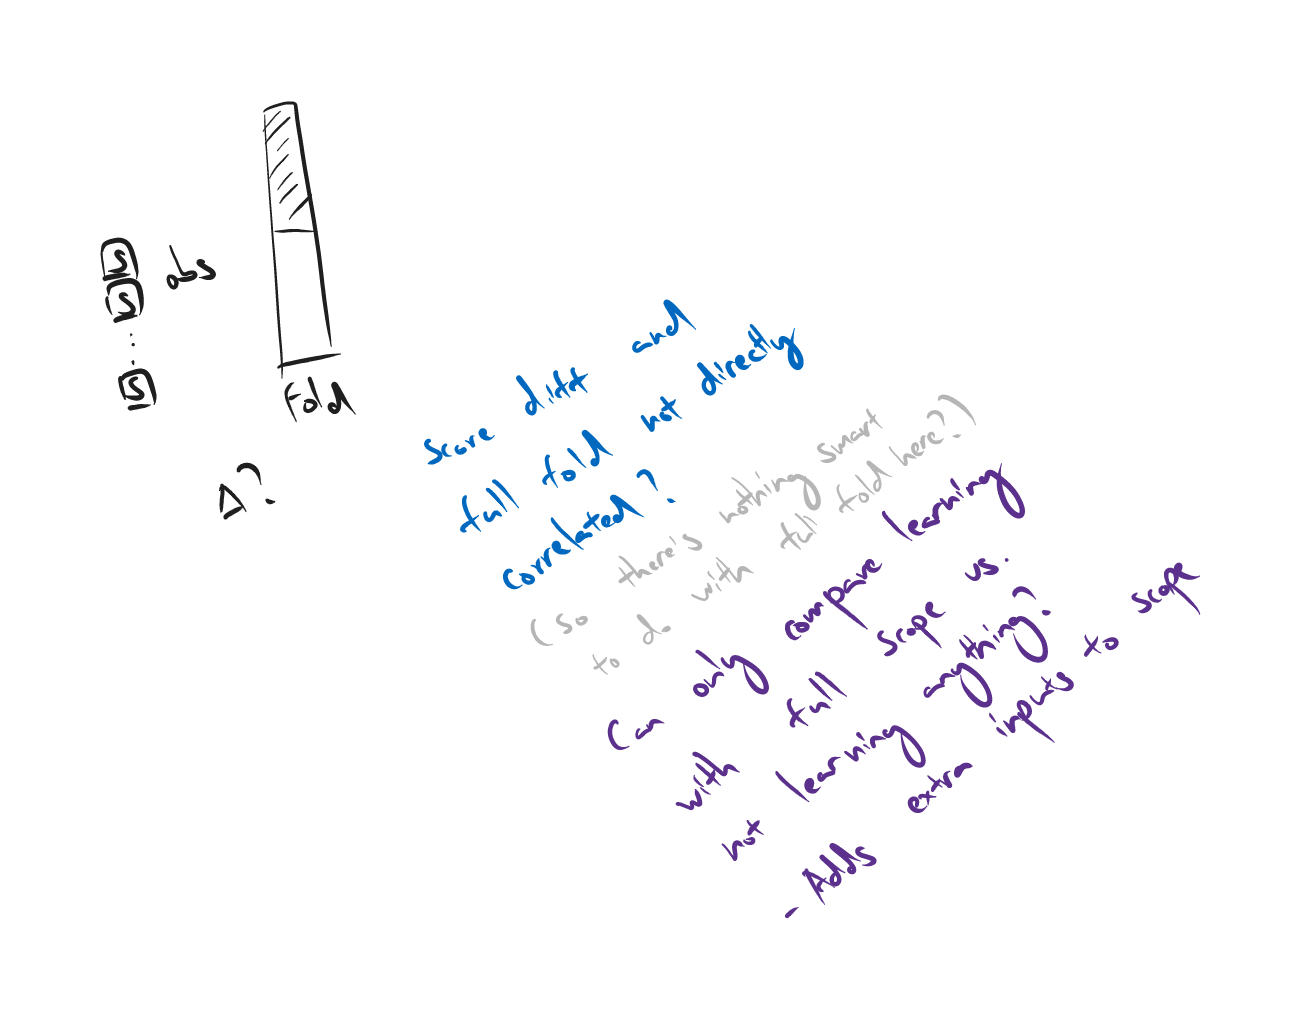 S
S
S
obs
Fold
Δ?
Score diff and
full fold not directly
correlated?
(so there's nothing smart
to do with full fold here?)
Can only compare learning
with full scope vs.
not learning anything?
- Adds extra inputs to scope